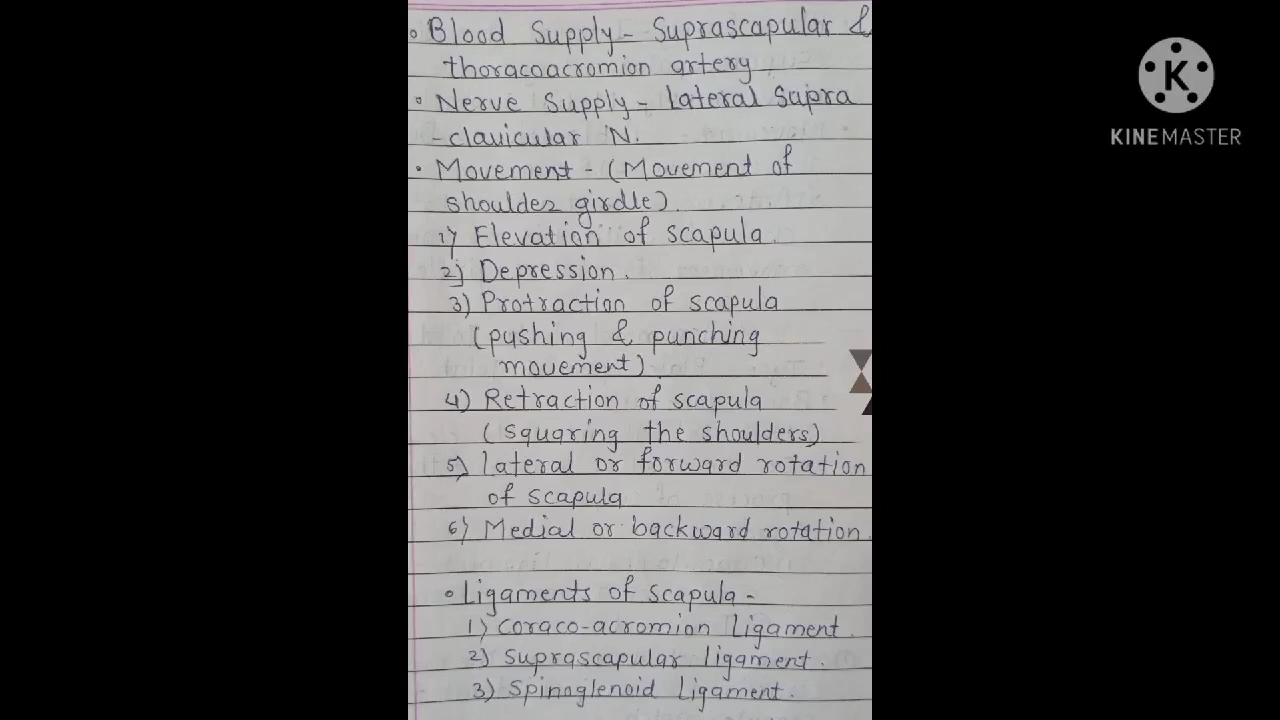 • Blood Supply - Suprascapular &
thoracoacromion artery
• Nerve Supply - Lateral Supra
- clavicular N.
• Movement - (Movement of
shoulder girdle).
1) Elevation of scapula.
2) Depression.
3) Protraction of scapula
(pushing & punching
movement).
4) Retraction of scapula
(squaring the shoulders)
5) lateral or forward rotation
of scapula
6) Medial or backward rotation.
• Ligaments of scapula -
1) coraco-acromion Ligament.
2) suprascapular ligament.
3) spinoglenoid Ligament.
K
KINEMASTER